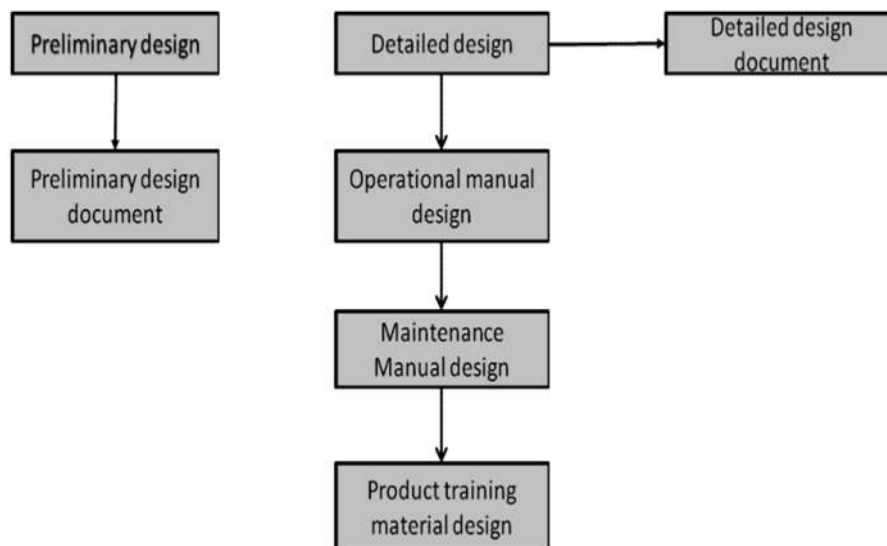 Preliminary design
Detailed design
Detailed design
document
Preliminary design
document
Operational manual
design
Maintenance
Manual design
Product training
material design